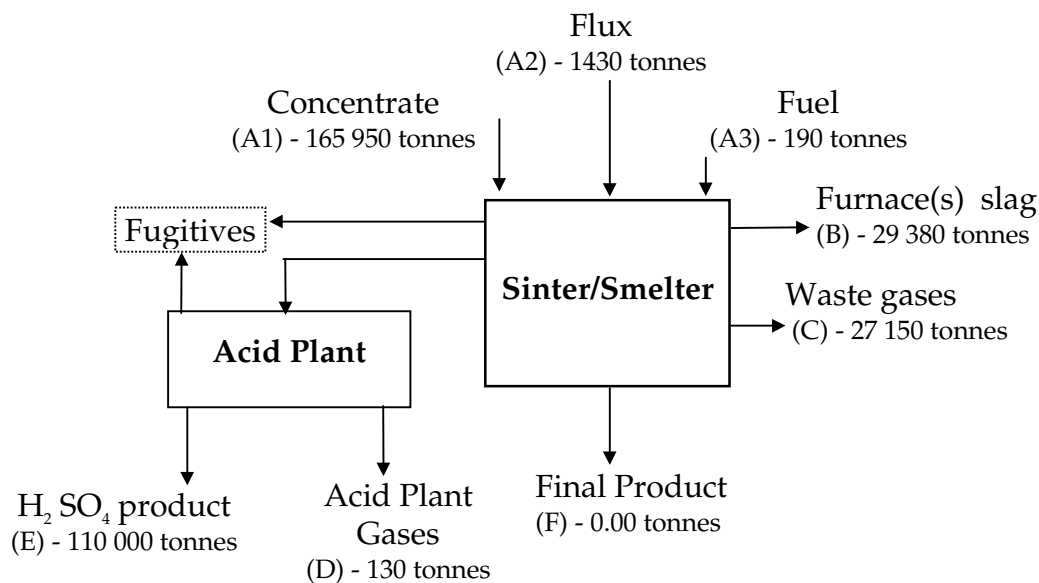 Flux
(A2) - 1430 tonnes
Concentrate
(A1) - 165 950 tonnes
Fuel
(A3) - 190 tonnes
Fugitives
Furnace(s) slag
(B) - 29 380 tonnes
Sinter/Smelter
Waste gases
(C) - 27 150 tonnes
Acid Plant
H₂ SO₄ product
(E) - 110 000 tonnes
Acid Plant
Gases
(D) - 130 tonnes
Final Product
(F) - 0.00 tonnes